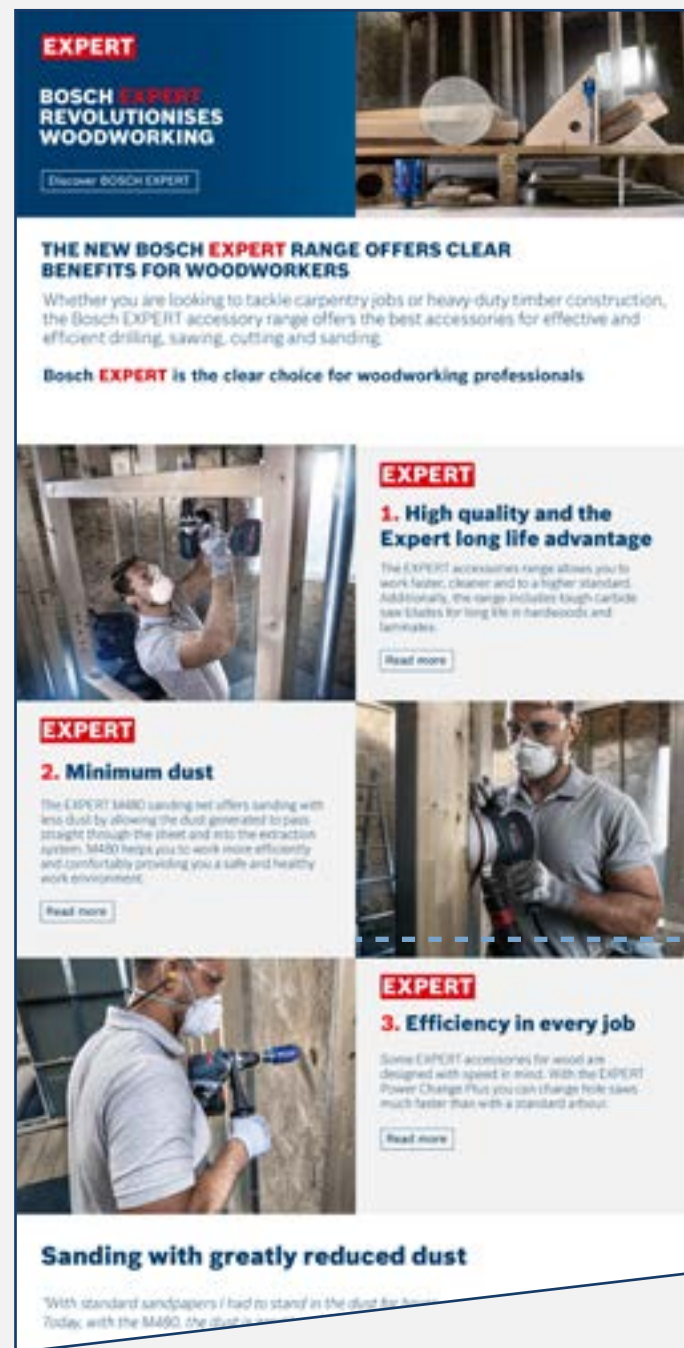 EXPERT
BOSCH EXPERT
REVOLUTIONISES
WOODWORKING
Discover BOSCH EXPERT
THE NEW BOSCH EXPERT RANGE OFFERS CLEAR
BENEFITS FOR WOODWORKERS
Whether you are looking to tackle carpentry jobs or heavy-duty timber construction,
the Bosch EXPERT accessory range offers the best accessories for effective and
efficient drilling, sawing, cutting and sanding.
Bosch EXPERT is the clear choice for woodworking professionals
EXPERT
1. High quality and the
Expert long life advantage
The EXPERT accessories range allows you to
work faster, cleaner and to a higher standard.
Additionally, the range includes tough carbide
saw blades for long life in hardwoods and
laminates.
Read more
EXPERT
2. Minimum dust
The EXPERT M480 sanding net offers sanding with
less dust by allowing the dust generated to pass
straight through the sheet and into the extraction
system. M480 helps you to work more efficiently
and comfortably providing you a safe and healthy
work environment.
Read more
EXPERT
3. Efficiency in every job
Some EXPERT accessories for wood are
designed with speed in mind. With the EXPERT
Power Change Plus you can change hole saws
much faster than with a standard arbour.
Read more
Sanding with greatly reduced dust
"With standard sandpapers I had to stand in the dust for
Today, with the M480, the dust is